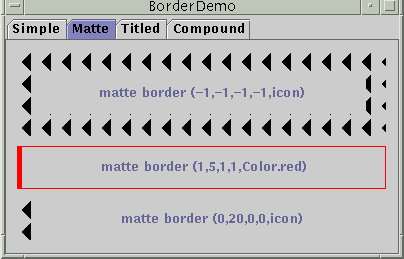 BorderDemo
Simple Matte Titled Compound
matte border (-1,-1,-1,-1,icon)
matte border (1,5,1,1,Color.red)
matte border (0,20,0,0,icon)